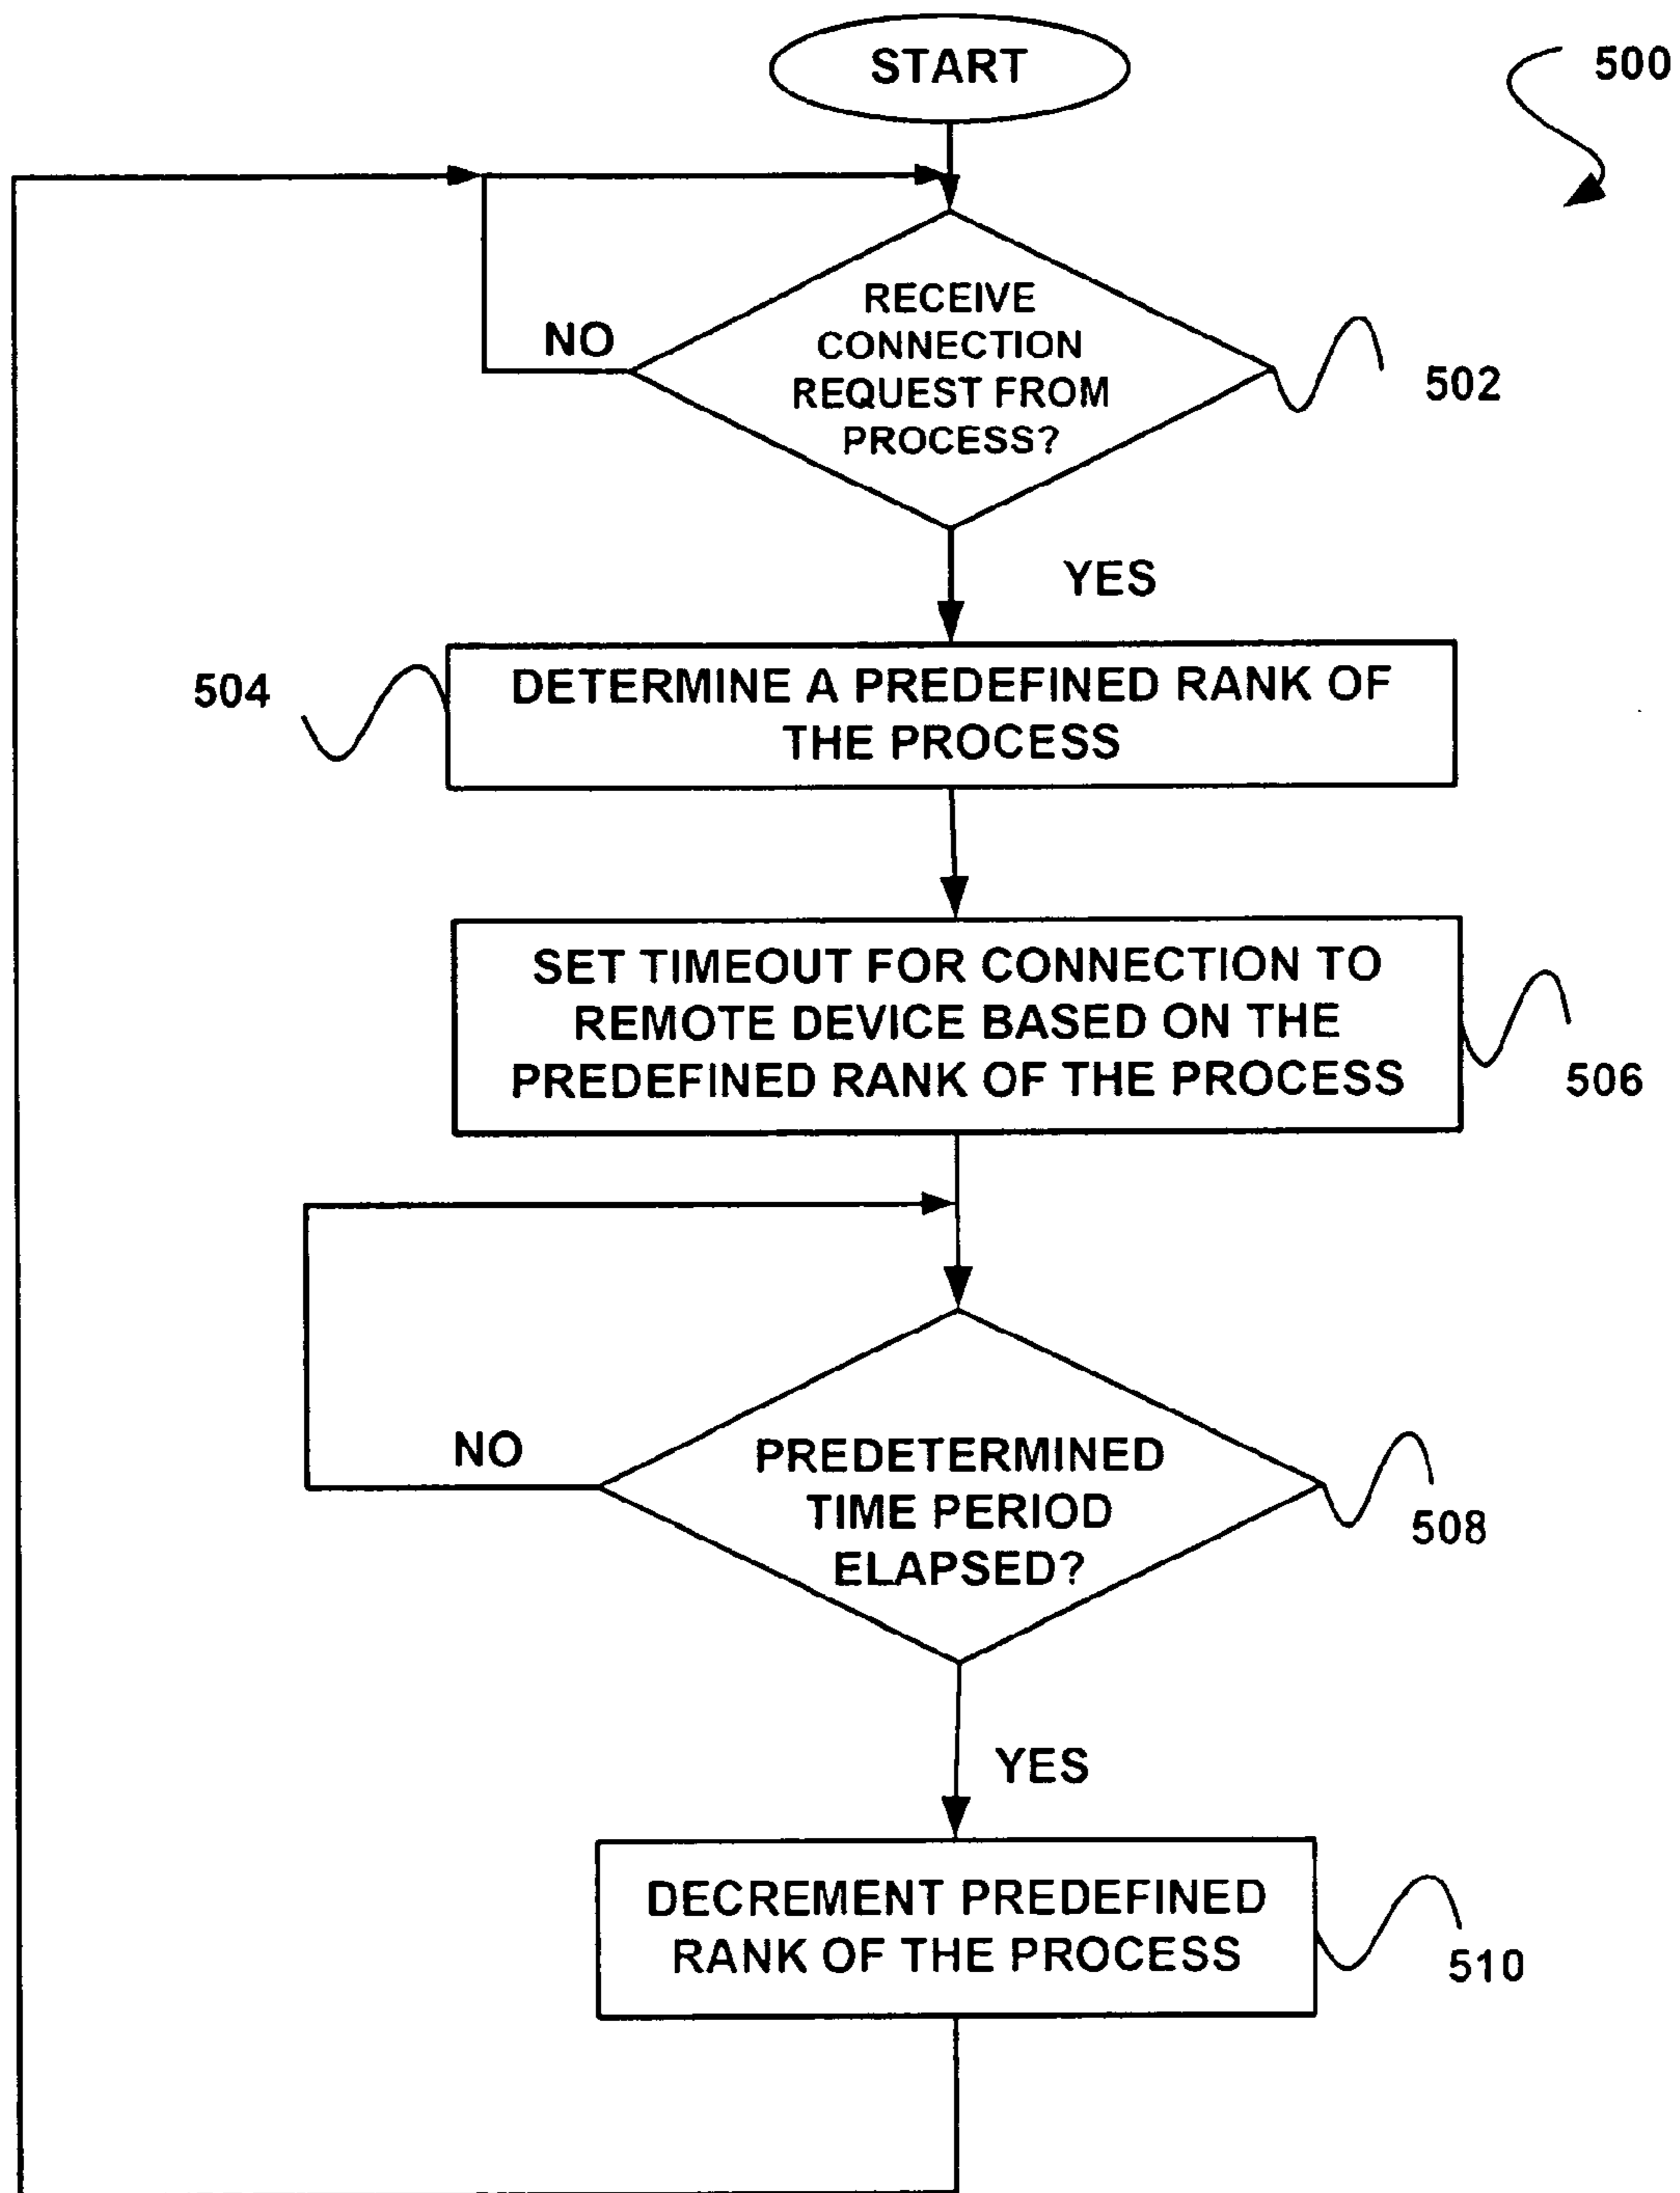 START
500
RECEIVE
CONNECTION
REQUEST FROM
PROCESS?
NO
502
YES
504
DETERMINE A PREDEFINED RANK OF
THE PROCESS
SET TIMEOUT FOR CONNECTION TO
REMOTE DEVICE BASED ON THE
PREDEFINED RANK OF THE PROCESS
506
NO
PREDETERMINED
TIME PERIOD
ELAPSED?
508
YES
DECREMENT PREDEFINED
RANK OF THE PROCESS
510